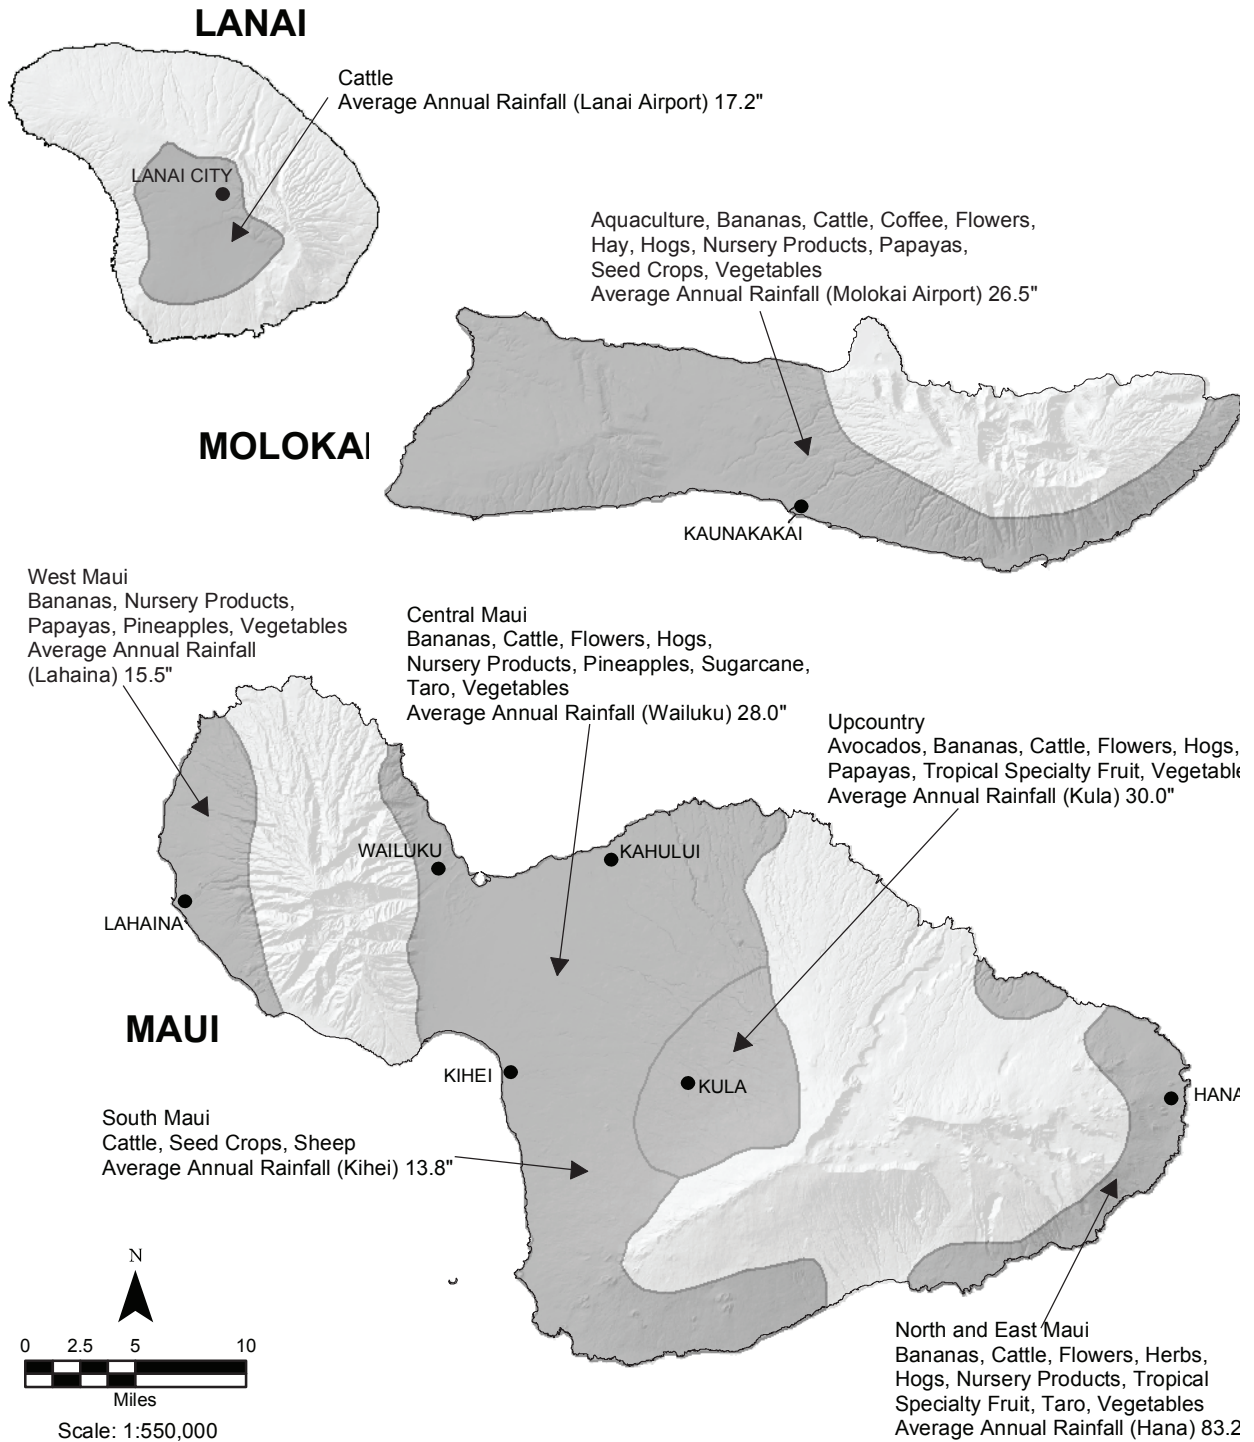 LANAI
Cattle
Average Annual Rainfall (Lanai Airport) 17.2"
LANAI CITY
Aquaculture, Bananas, Cattle, Coffee, Flowers,
Hay, Hogs, Nursery Products, Papayas,
Seed Crops, Vegetables
Average Annual Rainfall (Molokai Airport) 26.5"
MOLOKAI
KAUNAKAKAI
West Maui
Bananas, Nursery Products,
Papayas, Pineapples, Vegetables
Average Annual Rainfall
(Lahaina) 15.5"
Central Maui
Bananas, Cattle, Flowers, Hogs,
Nursery Products, Pineapples, Sugarcane,
Taro, Vegetables
Average Annual Rainfall (Wailuku) 28.0"
Upcountry
Avocados, Bananas, Cattle, Flowers, Hogs,
Papayas, Tropical Specialty Fruit, Vegetable
Average Annual Rainfall (Kula) 30.0"
WAILUKU
KAHULUI
LAHAINA
MAUI
KIHEI
KULA
HANA
South Maui
Cattle, Seed Crops, Sheep
Average Annual Rainfall (Kihei) 13.8"
N
0 2.5 5 10
Miles
Scale: 1:550,000
North and East Maui
Bananas, Cattle, Flowers, Herbs,
Hogs, Nursery Products, Tropical
Specialty Fruit, Taro, Vegetables
Average Annual Rainfall (Hana) 83.2